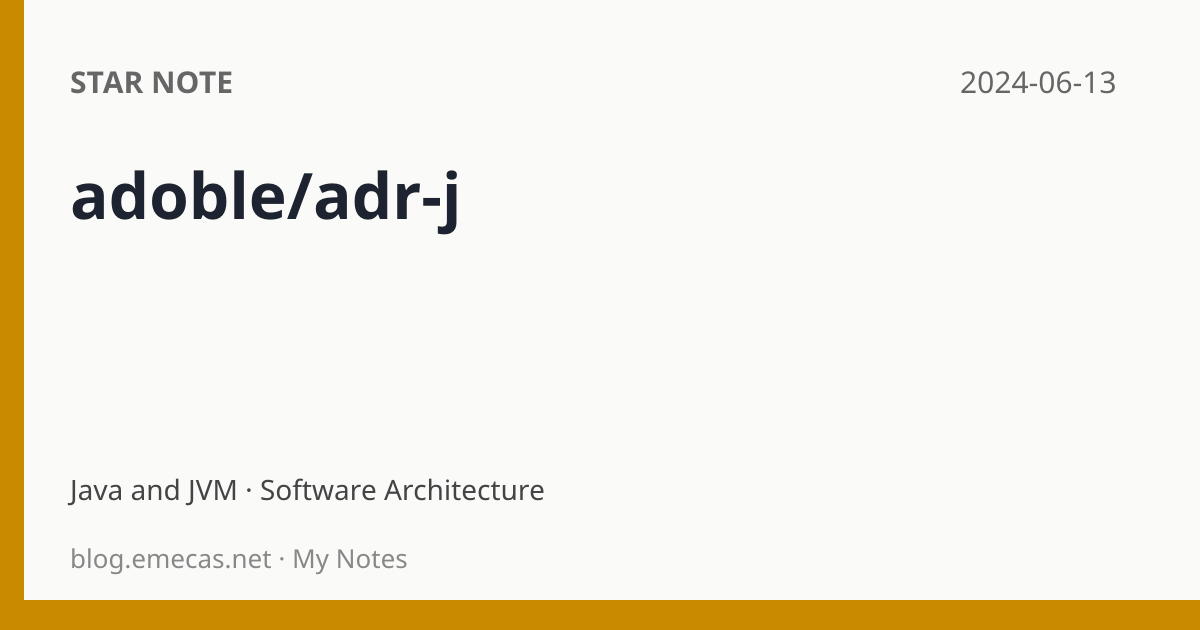 STAR NOTE
2024-06-13
adoble/adr-j
Java and JVM · Software Architecture
blog.emecas.net · My Notes